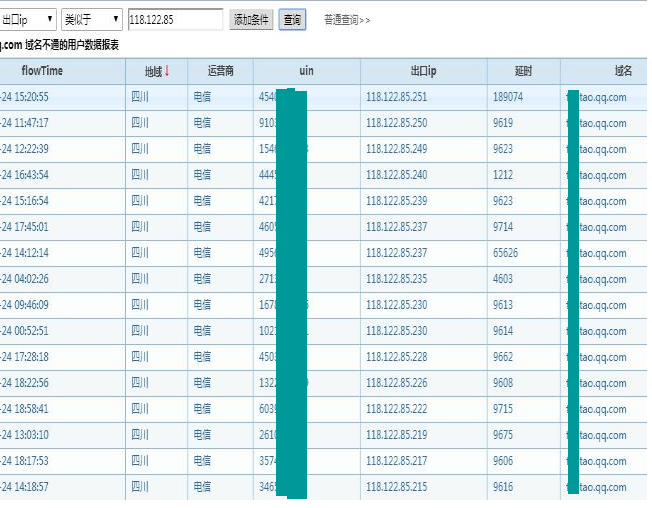 出口ip 类似于 118.122.85 添加条件 查询 普通查询>>
q.com 域名不通的用户数据报表
flowTime 地域↓ 运营商 uin 出口ip 延时 域名
-24 15:20:55 四川 电信 454 118.122.85.251 189074 tao.qq.com
-24 11:47:17 四川 电信 910 118.122.85.250 9619 tao.qq.com
-24 12:22:39 四川 电信 154 118.122.85.249 9623 tao.qq.com
-24 16:43:54 四川 电信 444 118.122.85.240 1212 tao.qq.com
-24 15:16:54 四川 电信 421 118.122.85.239 9623 tao.qq.com
-24 17:45:01 四川 电信 460 118.122.85.237 9714 tao.qq.com
-24 14:12:14 四川 电信 495 118.122.85.237 65626 tao.qq.com
-24 04:02:26 四川 电信 271 118.122.85.235 4603 tao.qq.com
-24 09:46:09 四川 电信 167 118.122.85.230 9613 tao.qq.com
-24 00:52:51 四川 电信 102 118.122.85.230 9614 tao.qq.com
-24 17:28:18 四川 电信 450 118.122.85.228 9662 tao.qq.com
-24 18:22:56 四川 电信 132 118.122.85.226 9608 tao.qq.com
-24 18:58:41 四川 电信 603 118.122.85.222 9715 tao.qq.com
-24 13:03:10 四川 电信 261 118.122.85.219 9675 tao.qq.com
-24 18:17:53 四川 电信 357 118.122.85.217 9606 tao.qq.com
-24 14:18:57 四川 电信 346 118.122.85.215 9616 tao.qq.com